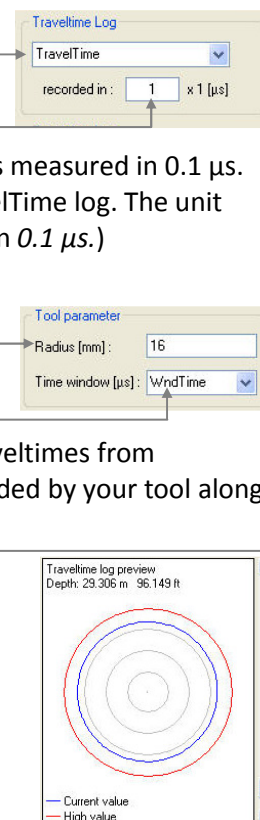 Traveltime Log
TravelTime
recorded in : 1 x 1 [µs]
s measured in 0.1 µs.
elTime log. The unit
n 0.1 µs.)
Tool parameter
Radius [mm] : 16
Time window [µs] : WndTime
veltimes from
ded by your tool along
Traveltime log preview
Depth: 29.306 m 96.149 ft
Current value
High value